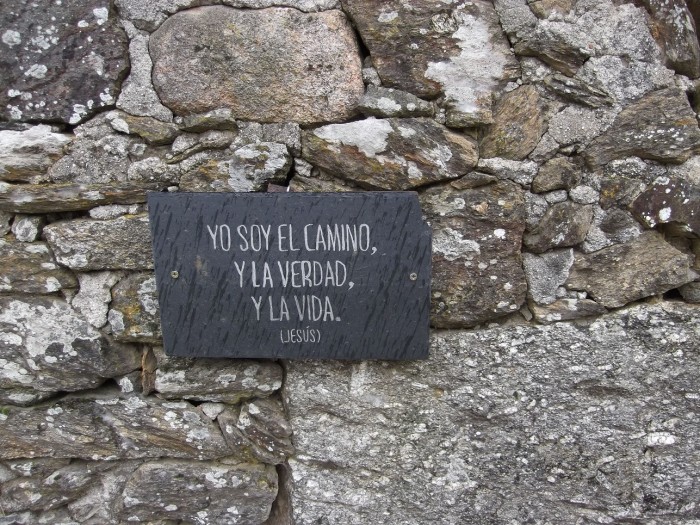 YO SOY EL CAMINO,
Y LA VERDAD,
Y LA VIDA.
(JESÚS)